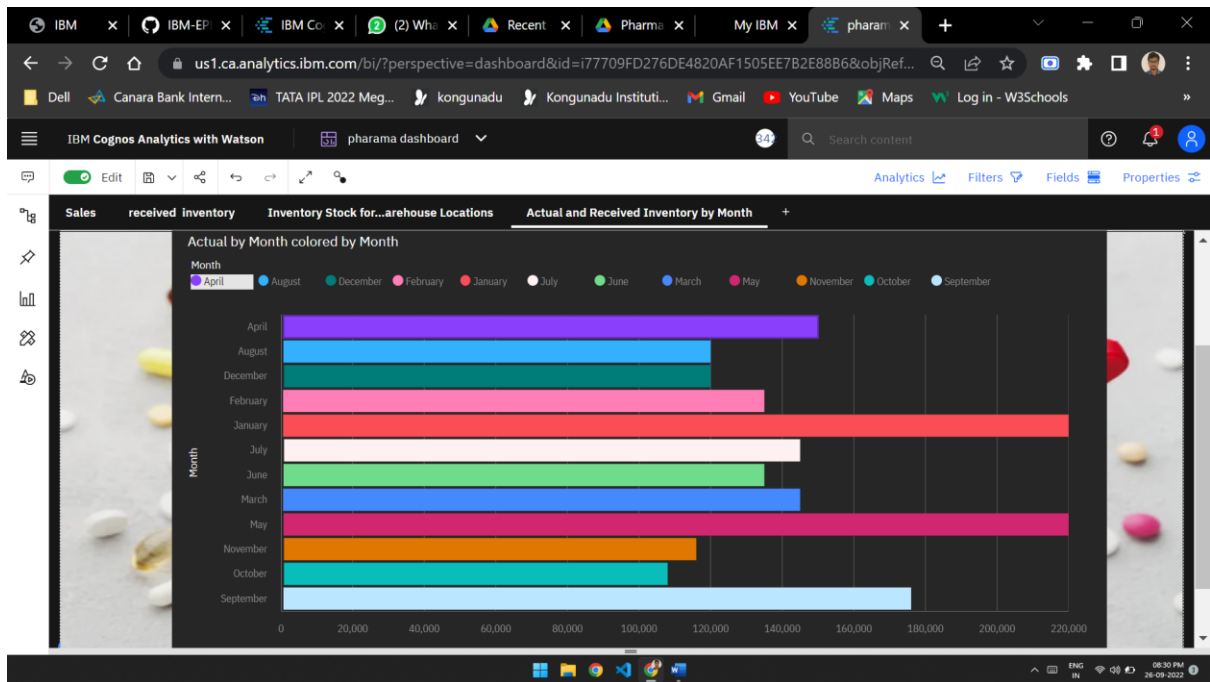 IBM IBM-EP IBM Co (2) Wha Recent Pharma My IBM pharam
us1.ca.analytics.ibm.com/bi/?perspective=dashboard&id=i77709FD276DE4820AF1505EE7B2E88B6&objRef...
Dell Canara Bank Intern... TATA IPL 2022 Meg... kongunadu Kongunadu Instituti... Gmail YouTube Maps Log in - W3Schools »
IBM Cognos Analytics with Watson pharama dashboard Search content 1
Edit Analytics Filters Fields Properties
Sales received inventory Inventory Stock for...arehouse Locations Actual and Received Inventory by Month +
Actual by Month colored by Month
Month
April August December February January July June March May November October September
April
August
December
February
January
July
June
March
May
November
October
September
Month
0 20,000 40,000 60,000 80,000 100,000 120,000 140,000 160,000 180,000 200,000 220,000
ENG 08:30 PM
IN 26-09-2022